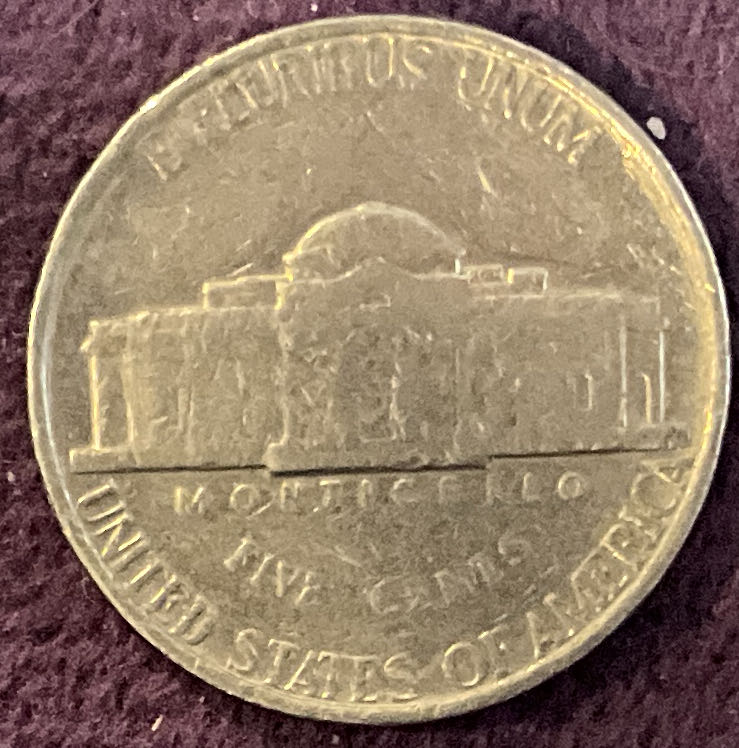 E PLURIBUS UNUM
MONTICELLO
FIVE CENTS
UNITED STATES OF AMERICA